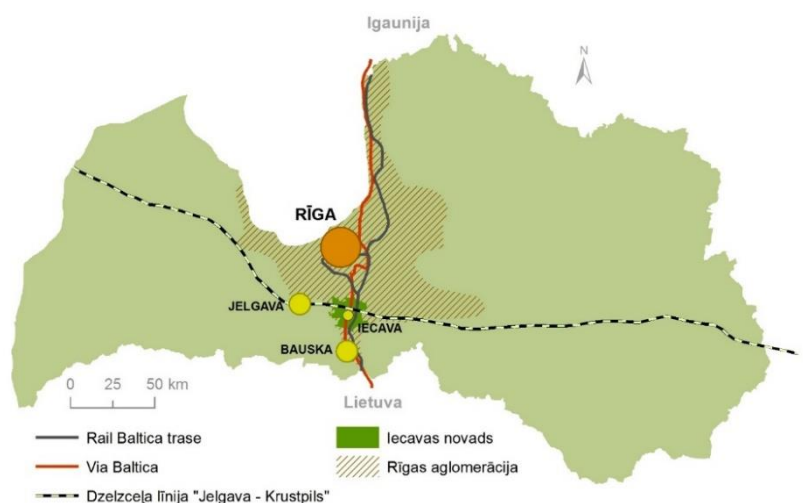 Igaunija
N
RĪGA
JELGAVA
IECAVA
BAUSKA
0 25 50 km
Lietuva
Rail Baltica trase
Iecavas novads
Via Baltica
Rīgas aglomerācija
Dzelzceļa līnija "Jelgava - Krustpils"